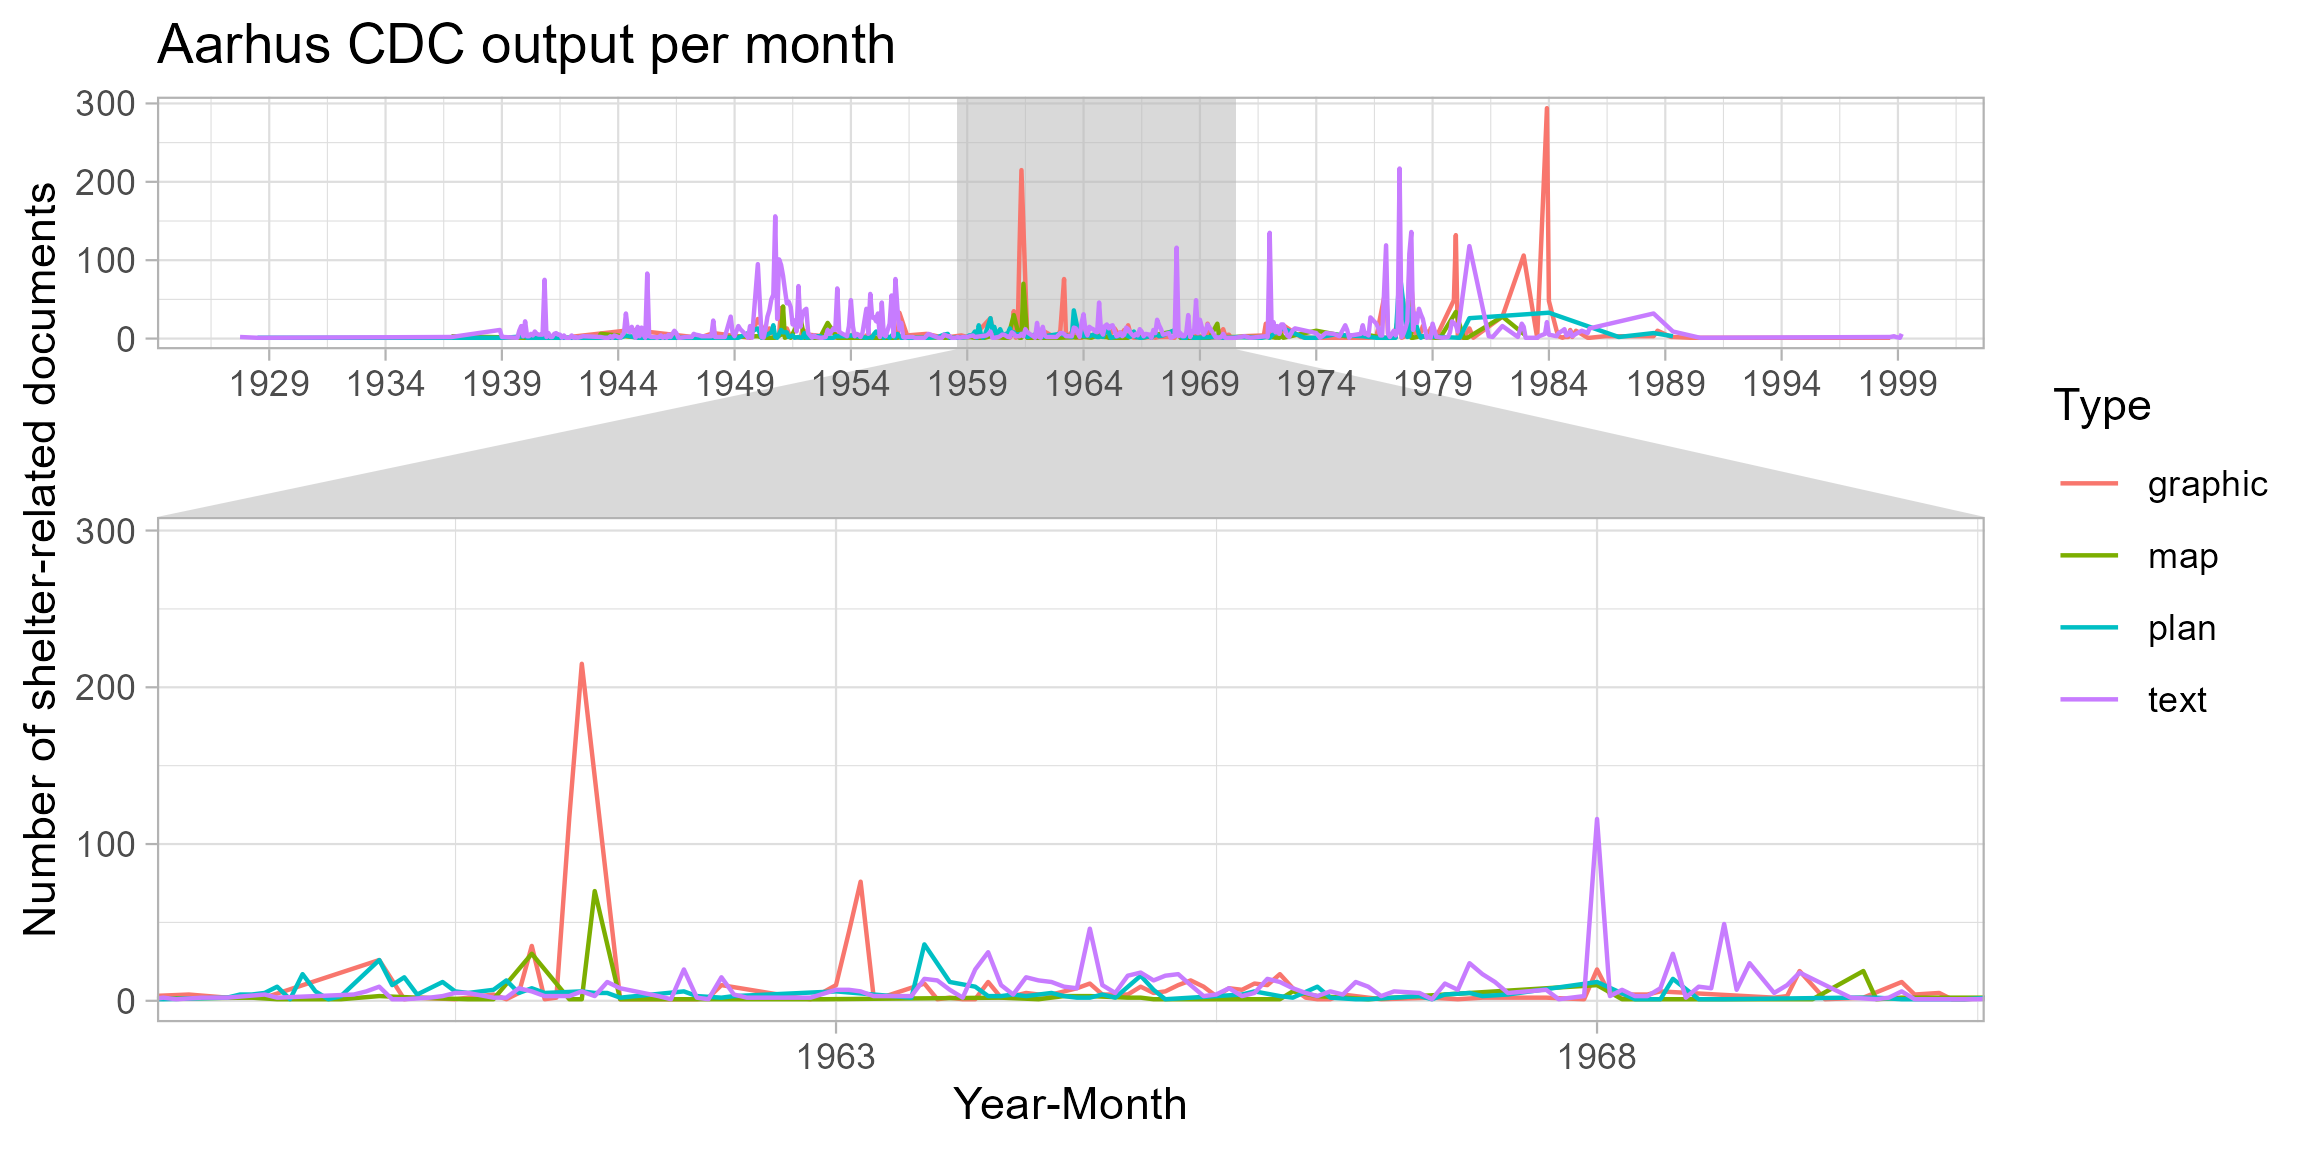 Aarhus CDC output per month
Number of shelter-related documents
300
200
100
0
1929 1934 1939 1944 1949 1954 1959 1964 1969 1974 1979 1984 1989 1994 1999
300
200
100
0
1963 1968
Year-Month
Type
graphic
map
plan
text